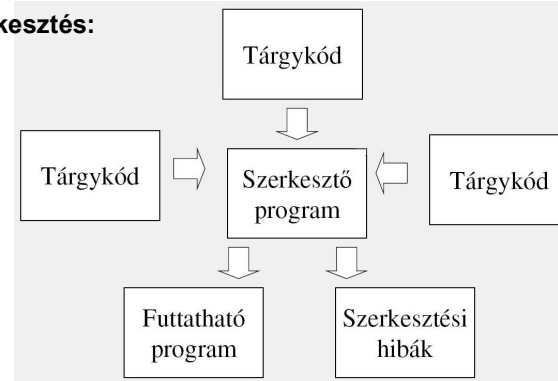 kesztés:
Tárgykód
Tárgykód
Szerkesztő
program
Tárgykód
Futtatható
program
Szerkesztési
hibák